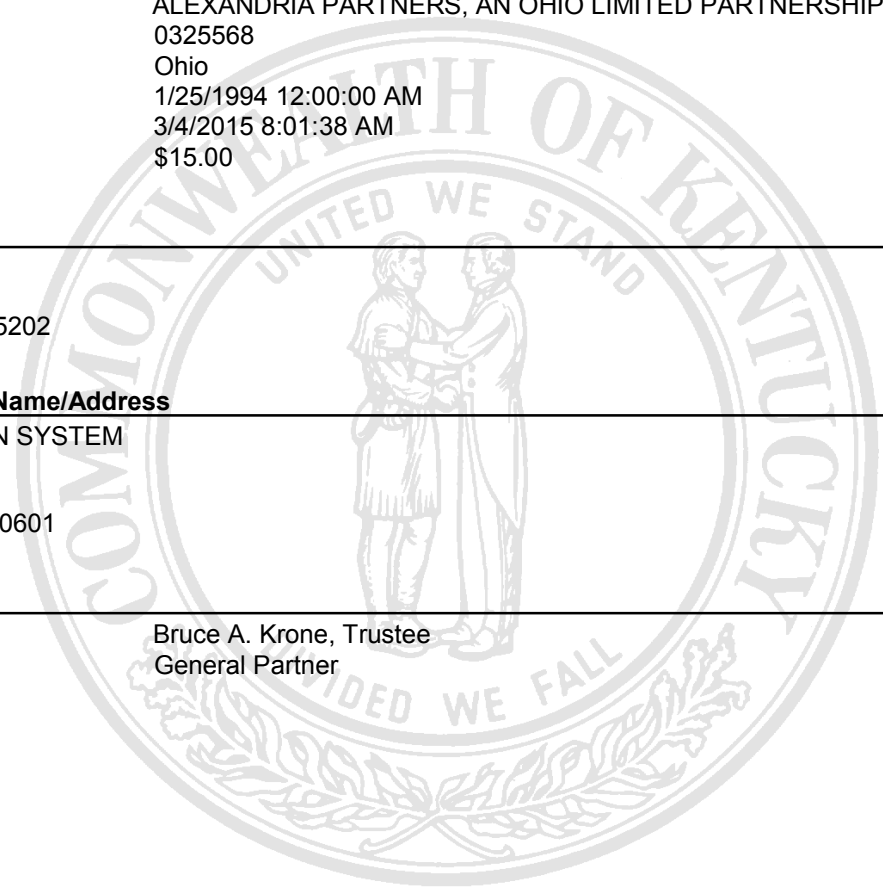 ALEXANDRIA PARTNERS, AN OHIO LIMITED PARTNERSHIP
0325568
Ohio
1/25/1994 12:00:00 AM
3/4/2015 8:01:38 AM
$15.00
5202
Name/Address
N SYSTEM
0601
Bruce A. Krone, Trustee
General Partner
COMMONWEALTH OF KENTUCKY
UNITED WE STAND
DIVIDED WE FALL